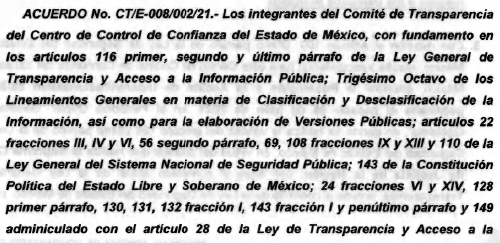 ACUERDO No. CT/E-008/002/21.- Los integrantes del Comité de Transparencia
del Centro de Control de Confianza del Estado de México, con fundamento en
los artículos 116 primer, segundo y último párrafo de la Ley General de
Transparencia y Acceso a la Información Pública; Trigésimo Octavo de los
Lineamientos Generales en materia de Clasificación y Desclasificación de la
Información, así como para la elaboración de Versiones Públicas; artículos 22
fracciones III, IV y VI, 56 segundo párrafo, 69, 108 fracciones IX y XIII y 110 de la
Ley General del Sistema Nacional de Seguridad Pública; 143 de la Constitución
Política del Estado Libre y Soberano de México; 24 fracciones VI y XIV, 128
primer párrafo, 130, 131, 132 fracción I, 143 fracción I y penúltimo párrafo y 149
adminiculado con el artículo 28 de la Ley de Transparencia y Acceso a la